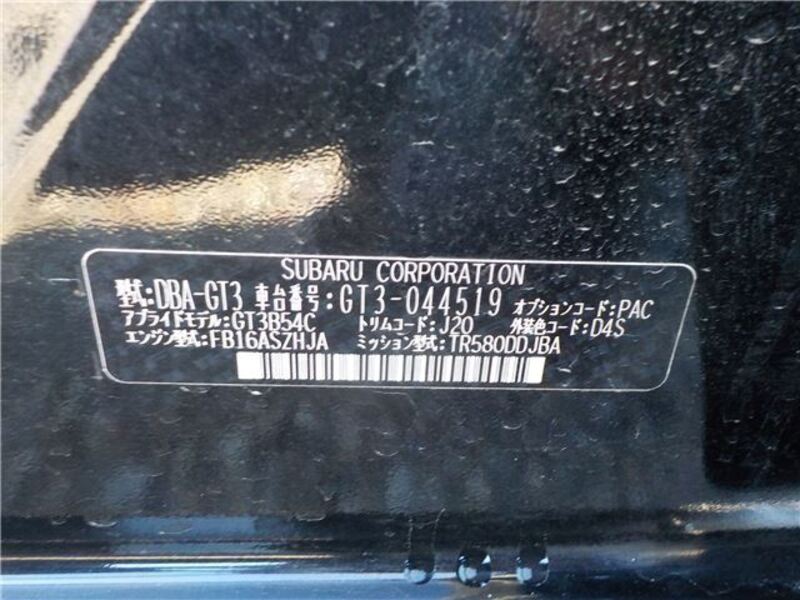 SUBARU CORPORATION
型式:DBA-GT3 車台番号:GT3-044519 オプションコード:PAC
アプライドモデル:GT3B54C トリムコード:J20 外装色コード:D4S
エンジン型式:FB16ASZHJA ミッション型式:TR580DDJBA